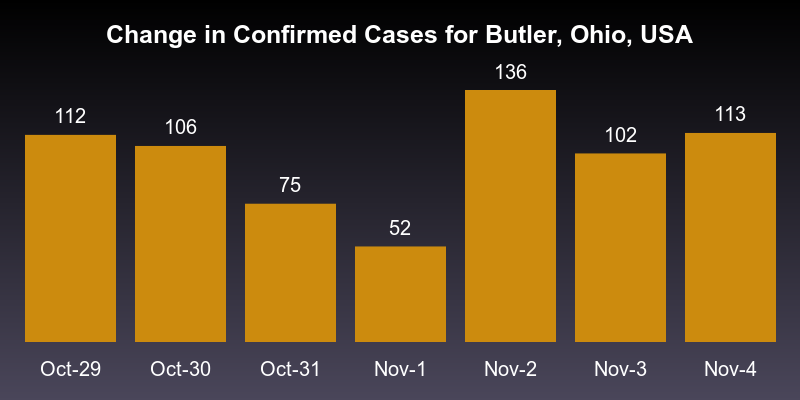 Change in Confirmed Cases for Butler, Ohio, USA
112 106 75 52 136 102 113
Oct-29 Oct-30 Oct-31 Nov-1 Nov-2 Nov-3 Nov-4